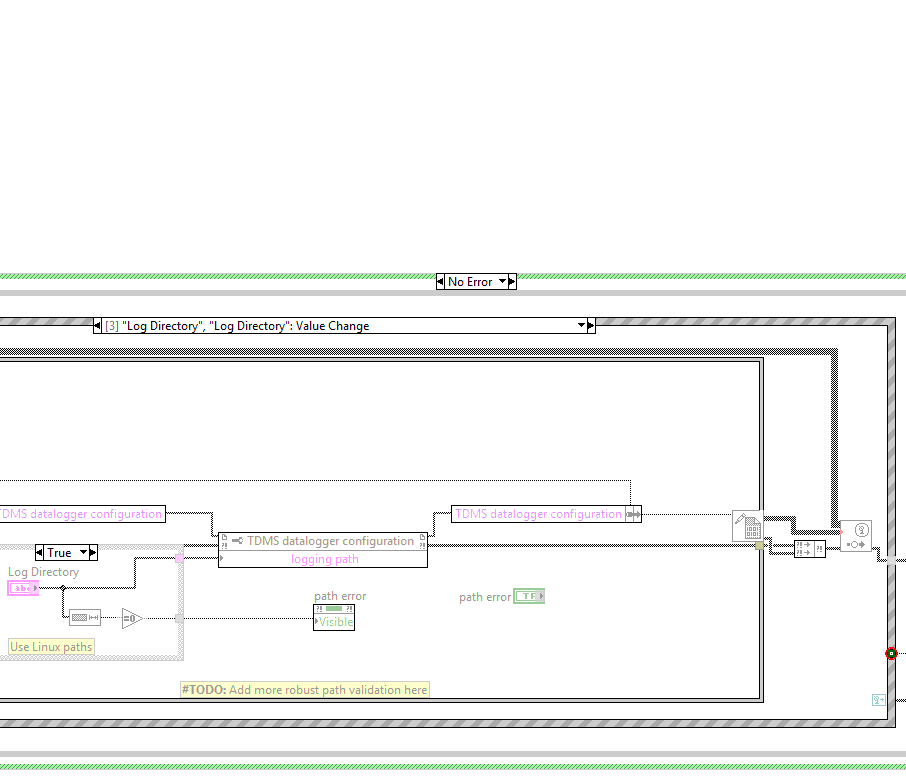 No Error
[3] "Log Directory", "Log Directory": Value Change
TDMS datalogger configuration
TDMS datalogger configuration
TDMS datalogger configuration
logging path
True
Log Directory
abc
=0
path error
Visible
path error
TF
Use Linux paths
#TODO: Add more robust path validation here